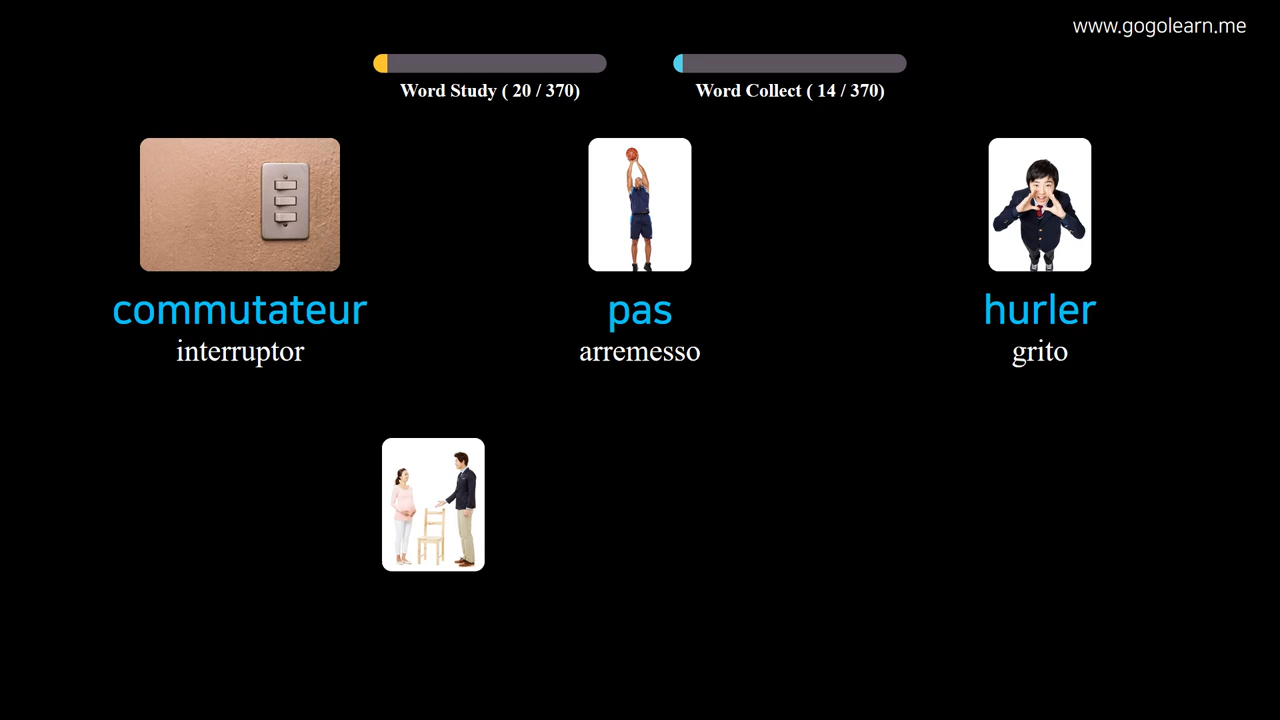 www.gogolearn.me
Word Study ( 20 / 370)
Word Collect ( 14 / 370)
commutateur
interruptor
pas
arremesso
hurler
grito